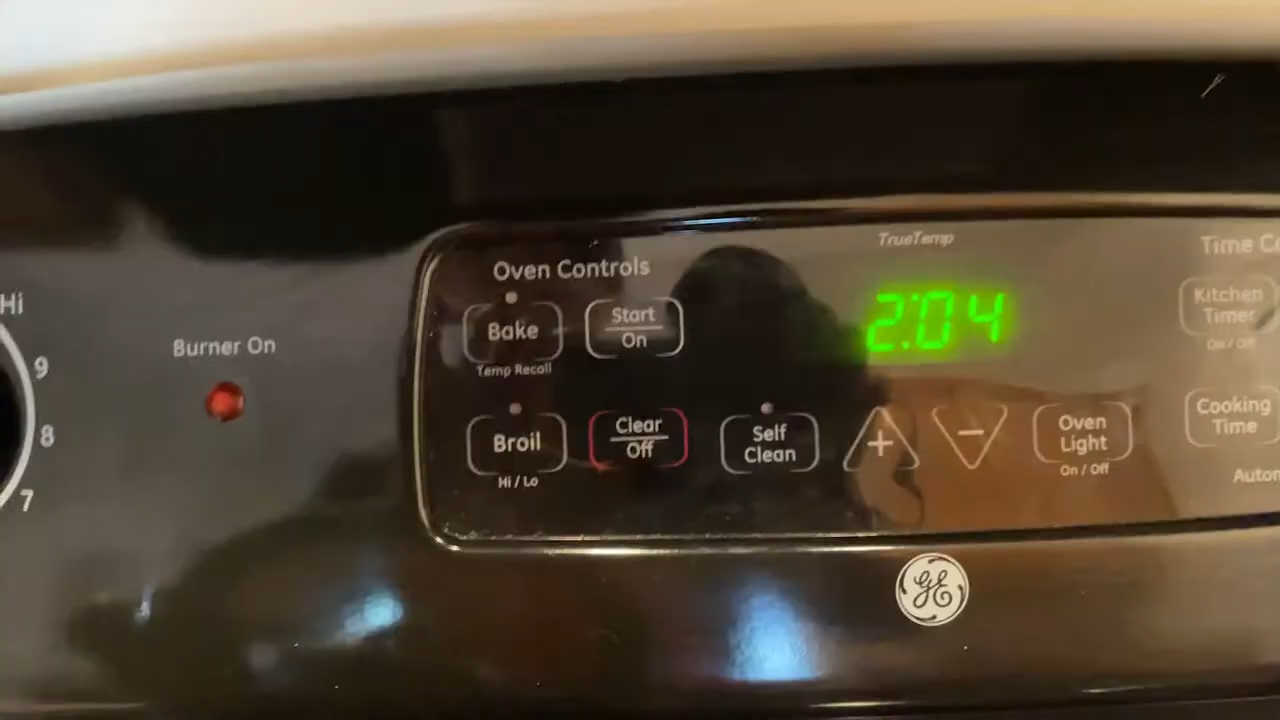 Hi
9
8
7
Burner On
Oven Controls
Bake
Temp Recall
Start
On
Broil
Hi / Lo
Clear
Off
Self
Clean
TrueTemp
2:04
+
−
Oven
Light
On / Off
Time C
Kitchen
Timer
On / Off
Cooking
Time
Autom
GE